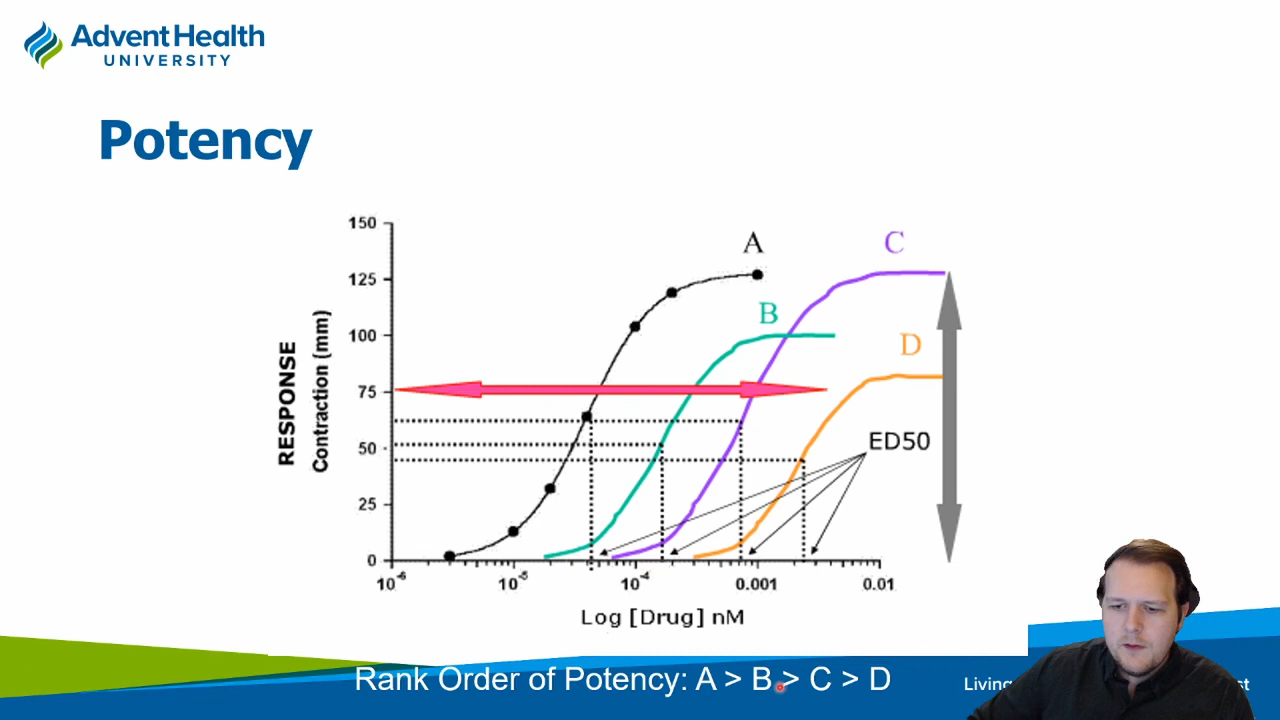 AdventHealth
UNIVERSITY
Potency
150
125
100
75
50
25
0
RESPONSE
Contraction (mm)
A
B
C
D
ED50
10-6
10-5
10-4
0.001
0.01
Log [Drug] nM
Rank Order of Potency: A > B > C > D
Living
st